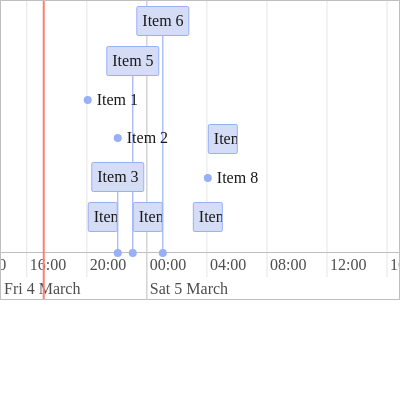 Item 6
Item 5
Item 1
Item 2
Item 3
Item 8
16:00
20:00
00:00
04:00
08:00
12:00
Fri 4 March
Sat 5 March